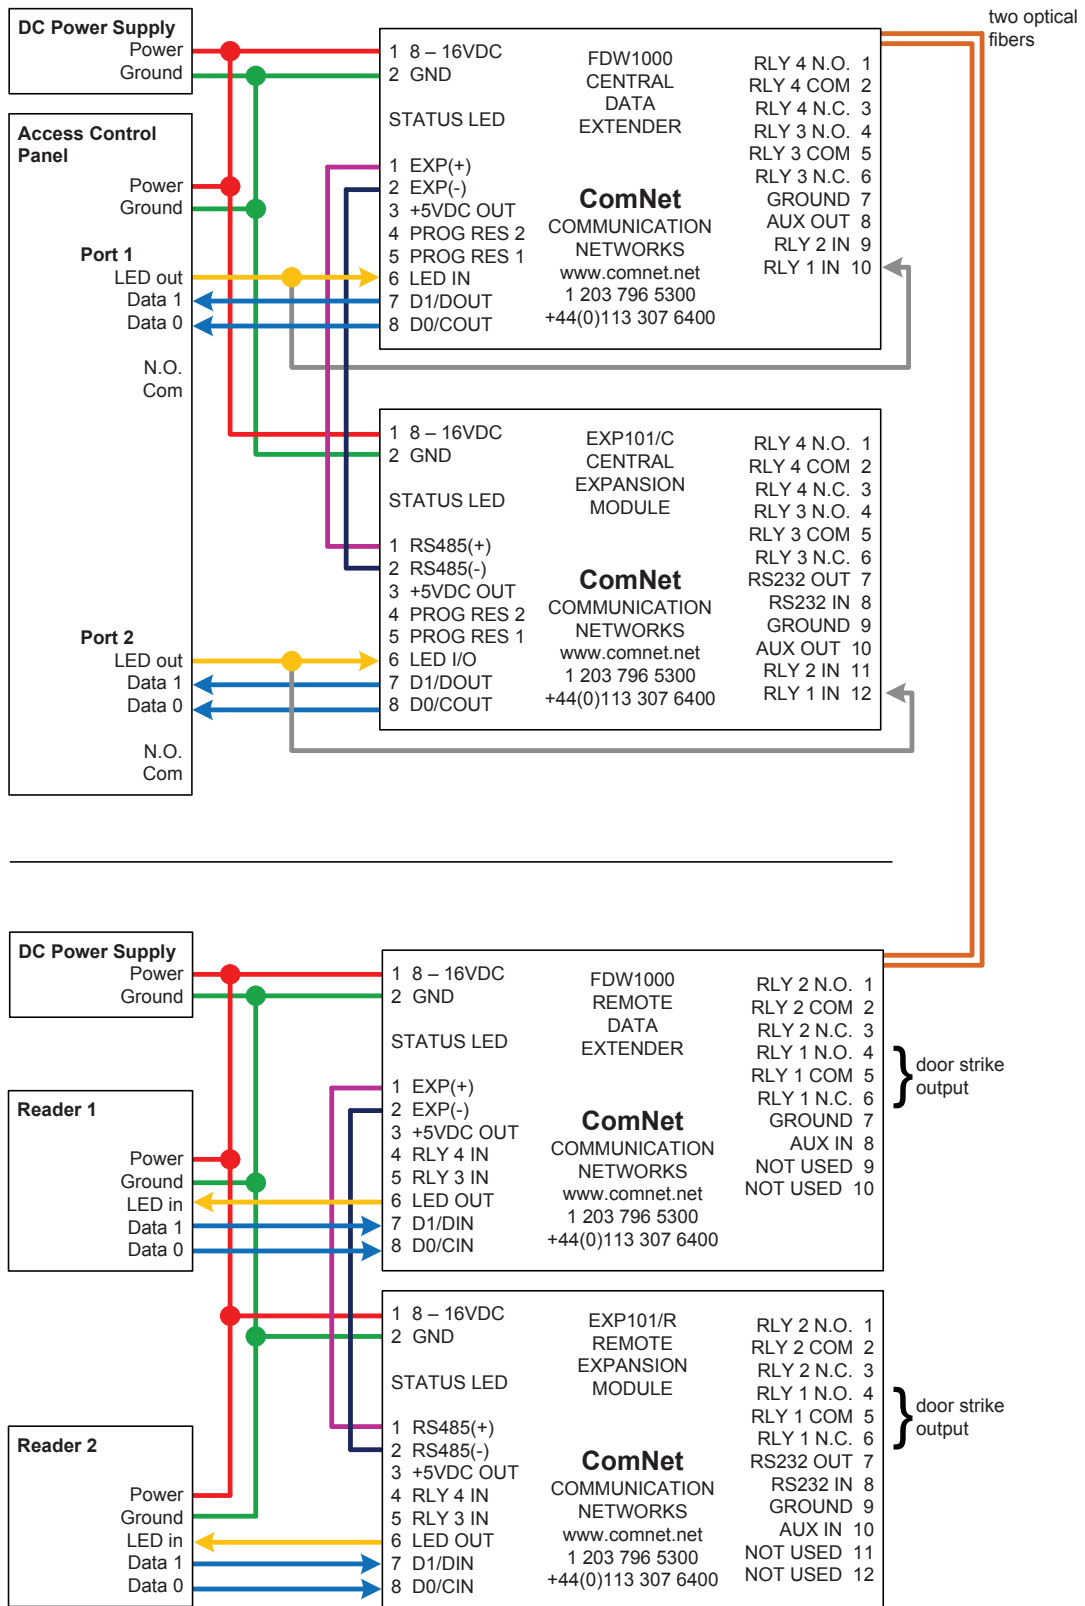 two optical
fibers
DC Power Supply
Power
Ground
Access Control
Panel
Power
Ground
Port 1
LED out
Data 1
Data 0
N.O.
Com
Port 2
LED out
Data 1
Data 0
N.O.
Com
1 8 – 16VDC
2 GND
STATUS LED
1 EXP(+)
2 EXP(-)
3 +5VDC OUT
4 PROG RES 2
5 PROG RES 1
6 LED IN
7 D1/DOUT
8 D0/COUT
FDW1000
CENTRAL
DATA
EXTENDER
ComNet
COMMUNICATION
NETWORKS
www.comnet.net
1 203 796 5300
+44(0)113 307 6400
RLY 4 N.O. 1
RLY 4 COM 2
RLY 4 N.C. 3
RLY 3 N.O. 4
RLY 3 COM 5
RLY 3 N.C. 6
GROUND 7
AUX OUT 8
RLY 2 IN 9
RLY 1 IN 10
1 8 – 16VDC
2 GND
STATUS LED
1 RS485(+)
2 RS485(-)
3 +5VDC OUT
4 PROG RES 2
5 PROG RES 1
6 LED I/O
7 D1/DOUT
8 D0/COUT
EXP101/C
CENTRAL
EXPANSION
MODULE
ComNet
COMMUNICATION
NETWORKS
www.comnet.net
1 203 796 5300
+44(0)113 307 6400
RLY 4 N.O. 1
RLY 4 COM 2
RLY 4 N.C. 3
RLY 3 N.O. 4
RLY 3 COM 5
RLY 3 N.C. 6
RS232 OUT 7
RS232 IN 8
GROUND 9
AUX OUT 10
RLY 2 IN 11
RLY 1 IN 12
DC Power Supply
Power
Ground
Reader 1
Power
Ground
LED in
Data 1
Data 0
1 8 – 16VDC
2 GND
STATUS LED
1 EXP(+)
2 EXP(-)
3 +5VDC OUT
4 RLY 4 IN
5 RLY 3 IN
6 LED OUT
7 D1/DIN
8 D0/CIN
FDW1000
REMOTE
DATA
EXTENDER
ComNet
COMMUNICATION
NETWORKS
www.comnet.net
1 203 796 5300
+44(0)113 307 6400
RLY 2 N.O. 1
RLY 2 COM 2
RLY 2 N.C. 3
RLY 1 N.O. 4
RLY 1 COM 5
RLY 1 N.C. 6
GROUND 7
AUX IN 8
NOT USED 9
NOT USED 10
door strike
output
Reader 2
Power
Ground
LED in
Data 1
Data 0
1 8 – 16VDC
2 GND
STATUS LED
1 RS485(+)
2 RS485(-)
3 +5VDC OUT
4 RLY 4 IN
5 RLY 3 IN
6 LED OUT
7 D1/DIN
8 D0/CIN
EXP101/R
REMOTE
EXPANSION
MODULE
ComNet
COMMUNICATION
NETWORKS
www.comnet.net
1 203 796 5300
+44(0)113 307 6400
RLY 2 N.O. 1
RLY 2 COM 2
RLY 2 N.C. 3
RLY 1 N.O. 4
RLY 1 COM 5
RLY 1 N.C. 6
RS232 OUT 7
RS232 IN 8
GROUND 9
AUX IN 10
NOT USED 11
NOT USED 12
door strike
output